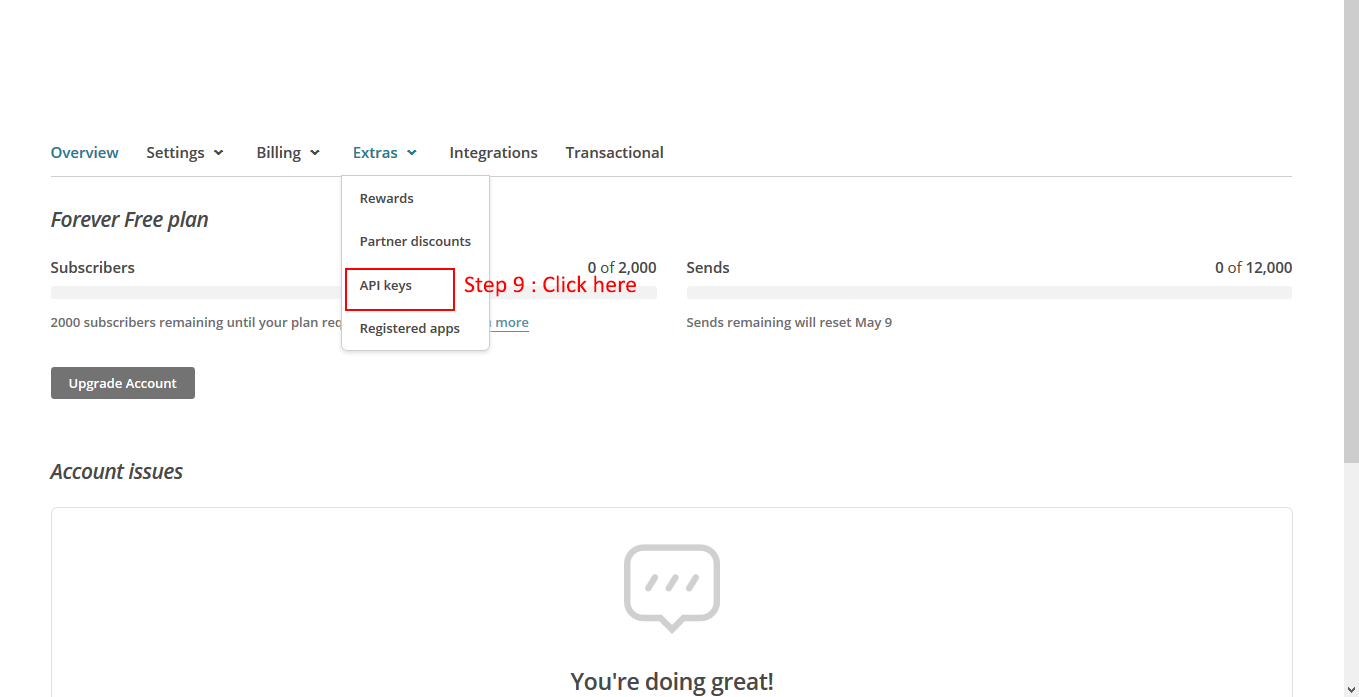 Overview Settings Billing Extras Integrations Transactional
Rewards
Forever Free plan
Partner discounts
Subscribers 0 of 2,000 Sends 0 of 12,000
API keys Step 9 : Click here
2000 subscribers remaining until your plan more Sends remaining will reset May 9
Registered apps
Upgrade Account
Account issues
You're doing great!